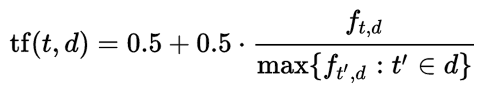 tf(t, d) = 0.5 + 0.5 · f_{t,d} / max{f_{t′,d} : t′ ∈ d}